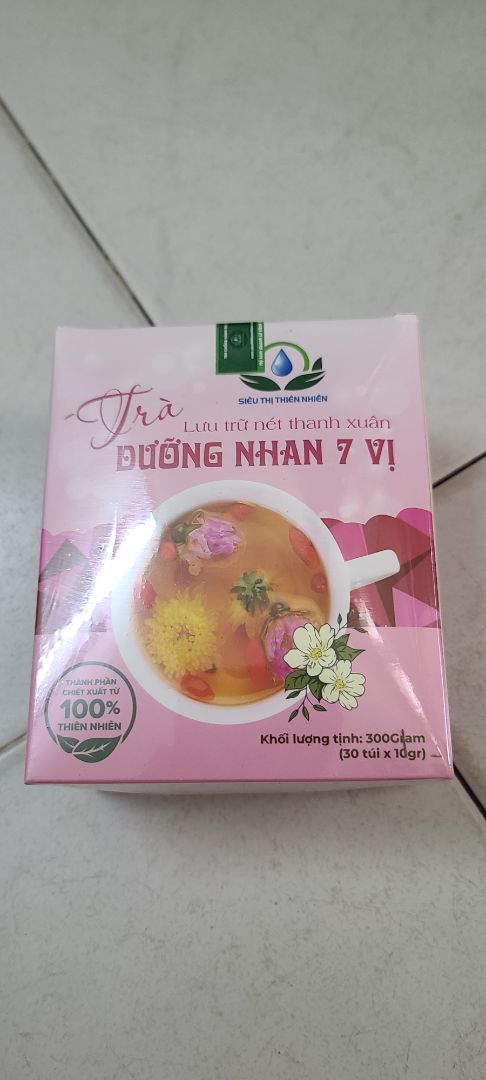 SIÊU THỊ THIÊN NHIÊN
Trà
Lưu trữ nét thanh xuân
DƯỠNG NHAN 7 VỊ
THÀNH PHẦN
CHIẾT XUẤT TỪ
100%
THIÊN NHIÊN
Khối lượng tịnh: 300Gram
(30 túi x 10gr)